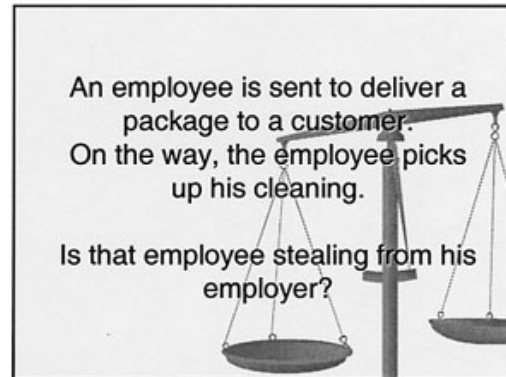 An employee is sent to deliver a
package to a customer.
On the way, the employee picks
up his cleaning.
Is that employee stealing from his
employer?